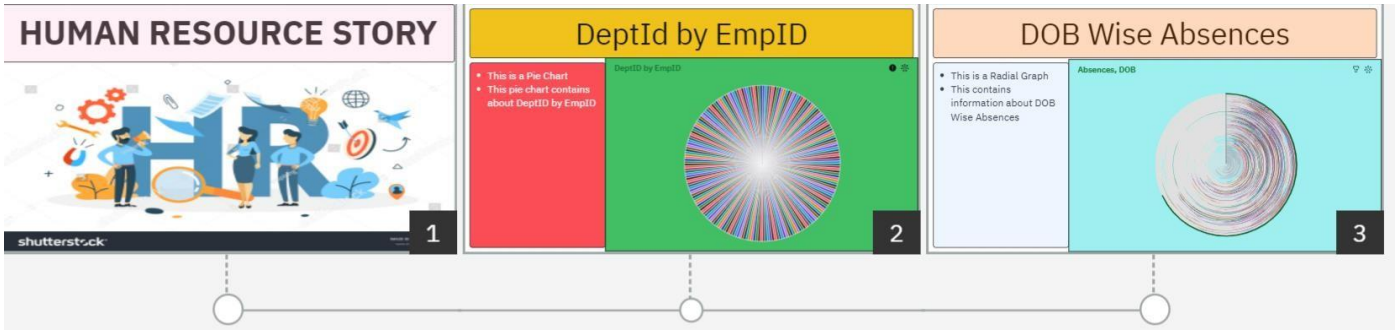 HUMAN RESOURCE STORY
HR
shutterstock
1
DeptId by EmpID
• This is a Pie Chart
• This pie chart contains
about DeptID by EmpID
DeptID by EmpID
2
DOB Wise Absences
• This is a Radial Graph
• This contains
information about DOB
Wise Absences
Absences, DOB
3